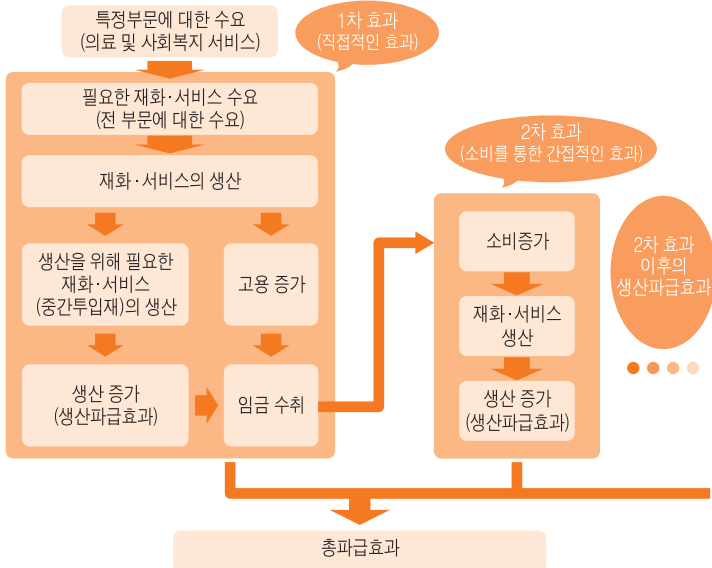 특정부문에 대한 수요
(의료 및 사회복지 서비스)
1차 효과
(직접적인 효과)
필요한 재화·서비스 수요
(전 부문에 대한 수요)
재화·서비스의 생산
생산을 위해 필요한
재화·서비스
(중간투입재)의 생산
고용 증가
생산 증가
(생산파급효과)
임금 수취
2차 효과
(소비를 통한 간접적인 효과)
소비증가
재화·서비스
생산
생산 증가
(생산파급효과)
2차 효과
이후의
생산파급효과
총파급효과